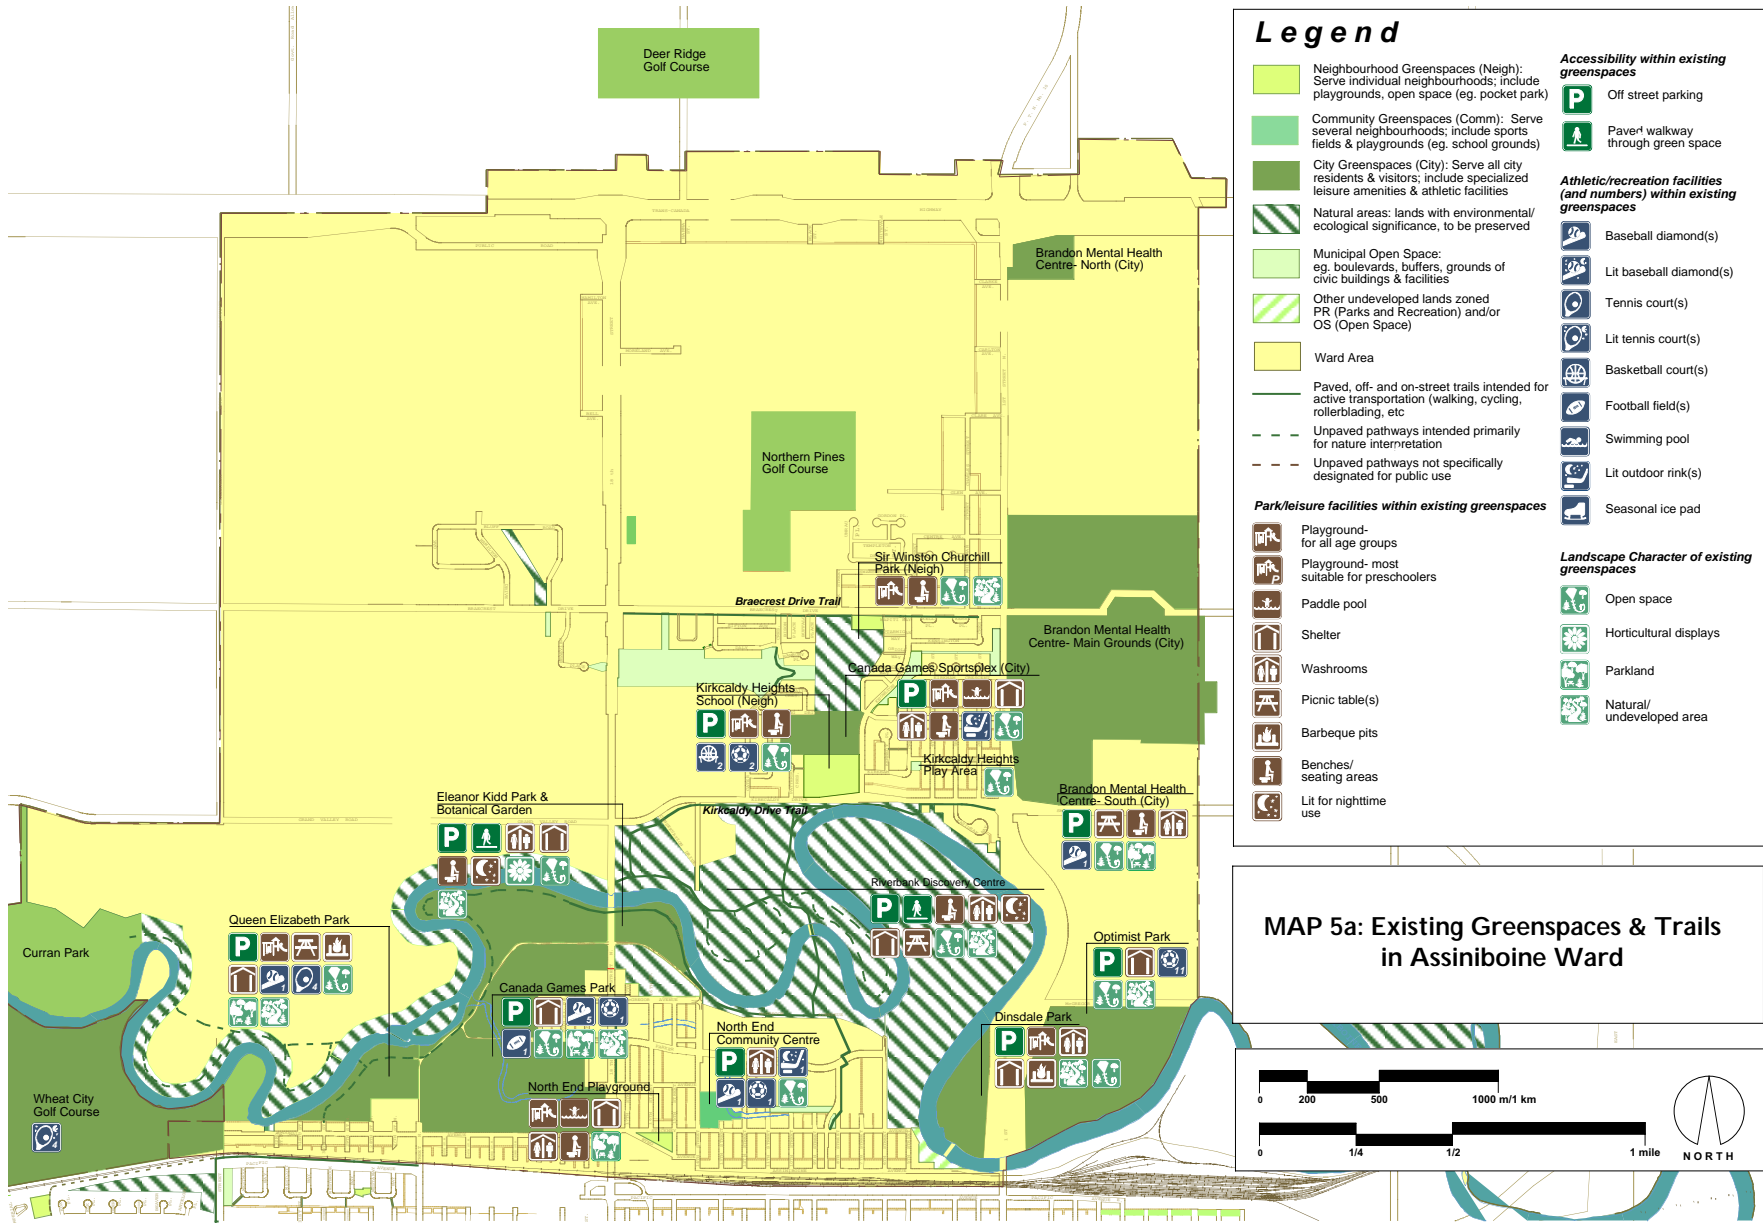 Legend
Neighbourhood Greenspaces (Neigh):
Serve individual neighbourhoods; include
playgrounds, open space (eg. pocket park)
Community Greenspaces (Comm): Serve
several neighbourhoods; include sports
fields & playgrounds (eg. school grounds)
City Greenspaces (City): Serve all city
residents & visitors; include specialized
leisure amenities & athletic facilities
Natural areas: lands with environmental/
ecological significance, to be preserved
Municipal Open Space:
eg. boulevards, buffers, grounds of
civic buildings & facilities
Other undeveloped lands zoned
PR (Parks and Recreation) and/or
OS (Open Space)
Ward Area
Paved, off- and on-street trails intended for
active transportation (walking, cycling,
rollerblading, etc
Unpaved pathways intended primarily
for nature interpretation
Unpaved pathways not specifically
designated for public use
Park/leisure facilities within existing greenspaces
Playground-
for all age groups
Playground- most
suitable for preschoolers
Paddle pool
Shelter
Washrooms
Picnic table(s)
Barbeque pits
Benches/
seating areas
Lit for nighttime
use
Accessibility within existing
greenspaces
P
Off street parking
Paved walkway
through green space
Athletic/recreation facilities
(and numbers) within existing
greenspaces
Baseball diamond(s)
Lit baseball diamond(s)
Tennis court(s)
Lit tennis court(s)
Basketball court(s)
Football field(s)
Swimming pool
Lit outdoor rink(s)
Seasonal ice pad
Landscape Character of existing
greenspaces
Open space
Horticultural displays
Parkland
Natural/
undeveloped area
MAP 5a: Existing Greenspaces & Trails
in Assiniboine Ward
0 200 500 1000 m/1 km
0 1/4 1/2 1 mile
NORTH
Deer Ridge
Golf Course
Brandon Mental Health
Centre- North (City)
Northern Pines
Golf Course
Sir Winston Churchill
Park (Neigh)
Braecrest Drive Trail
Brandon Mental Health
Centre- Main Grounds (City)
Canada Games Sportsplex (City)
P
1
Kirkcaldy Heights
School (Neigh)
P
2 2
Kirkcaldy Heights
Play Area
Brandon Mental Health
Centre- South (City)
P
1
Eleanor Kidd Park &
Botanical Garden
P
Kirkcaldy Drive Trail
Riverbank Discovery Centre
P
Queen Elizabeth Park
P
1 4
Curran Park
Optimist Park
P 11
Canada Games Park
P 5 1
1
North End
Community Centre
P 1
1 1
Dinsdale Park
P
North End Playground
Wheat City
Golf Course
4